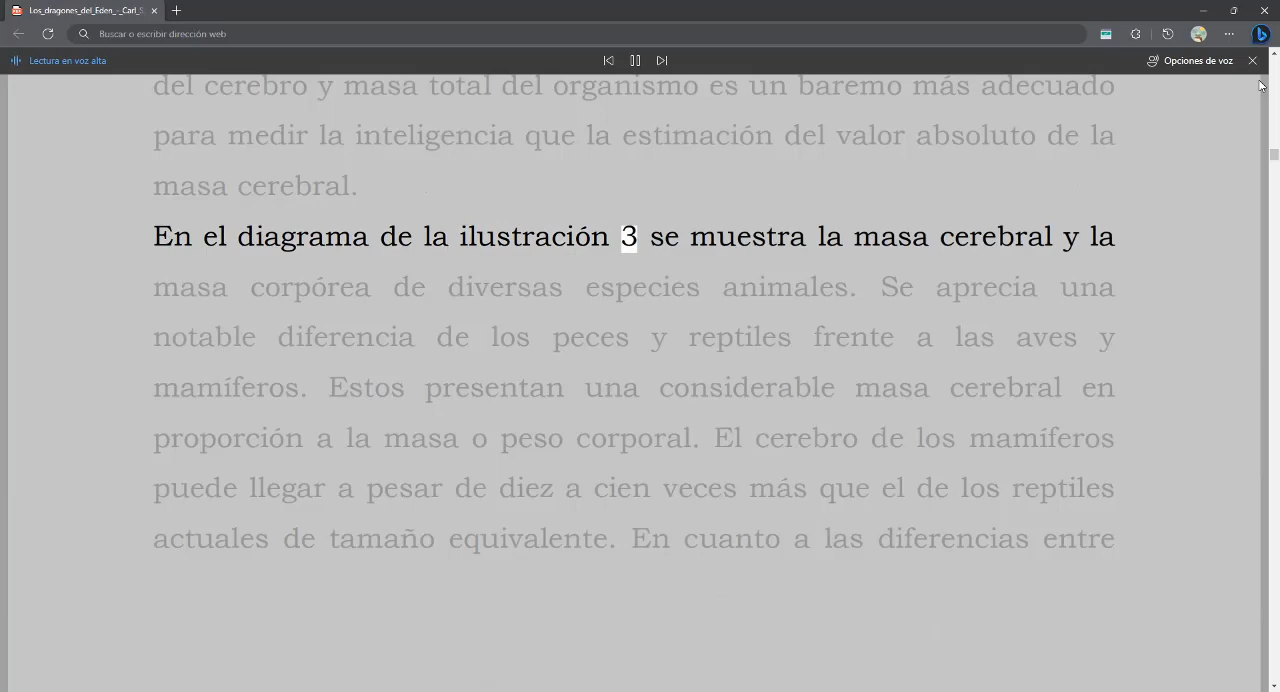 Los_dragones_del_Eden_-_Carl_S
Buscar o escribir dirección web
Lectura en voz alta
Opciones de voz
del cerebro y masa total del organismo es un baremo más adecuado
para medir la inteligencia que la estimación del valor absoluto de la
masa cerebral.
En el diagrama de la ilustración 3 se muestra la masa cerebral y la
masa corpórea de diversas especies animales. Se aprecia una
notable diferencia de los peces y reptiles frente a las aves y
mamíferos. Estos presentan una considerable masa cerebral en
proporción a la masa o peso corporal. El cerebro de los mamíferos
puede llegar a pesar de diez a cien veces más que el de los reptiles
actuales de tamaño equivalente. En cuanto a las diferencias entre